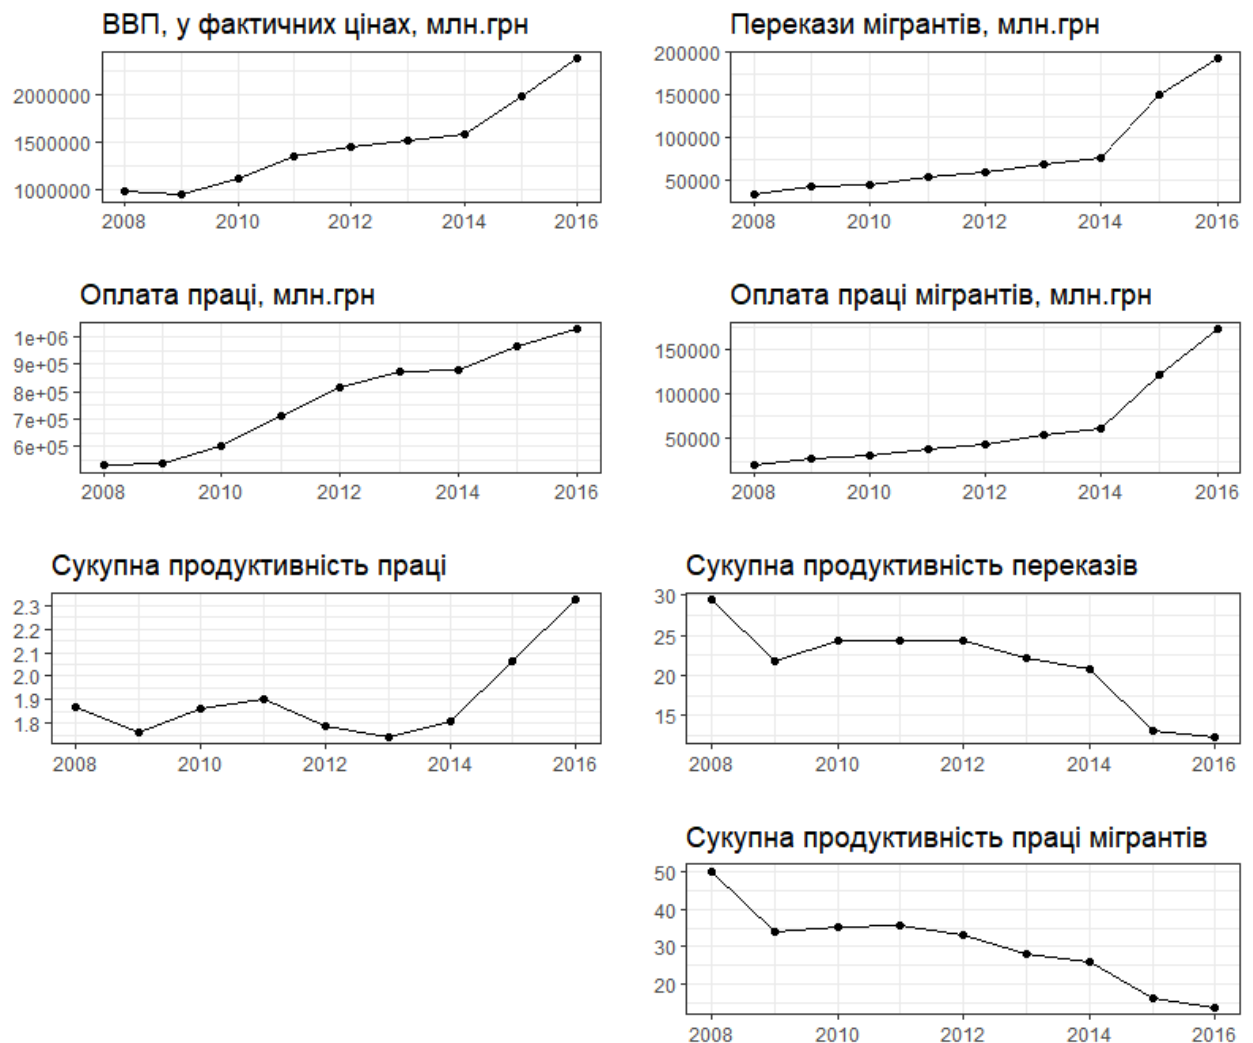 ВВП, у фактичних цінах, млн.грн
2000000
1500000
1000000
2008 2010 2012 2014 2016
Перекази мігрантів, млн.грн
200000
150000
100000
50000
2008 2010 2012 2014 2016
Оплата праці, млн.грн
1e+06
9e+05
8e+05
7e+05
6e+05
2008 2010 2012 2014 2016
Оплата праці мігрантів, млн.грн
150000
100000
50000
2008 2010 2012 2014 2016
Сукупна продуктивність праці
2.3
2.2
2.1
2.0
1.9
1.8
2008 2010 2012 2014 2016
Сукупна продуктивність переказів
30
25
20
15
2008 2010 2012 2014 2016
Сукупна продуктивність праці мігрантів
50
40
30
20
2008 2010 2012 2014 2016